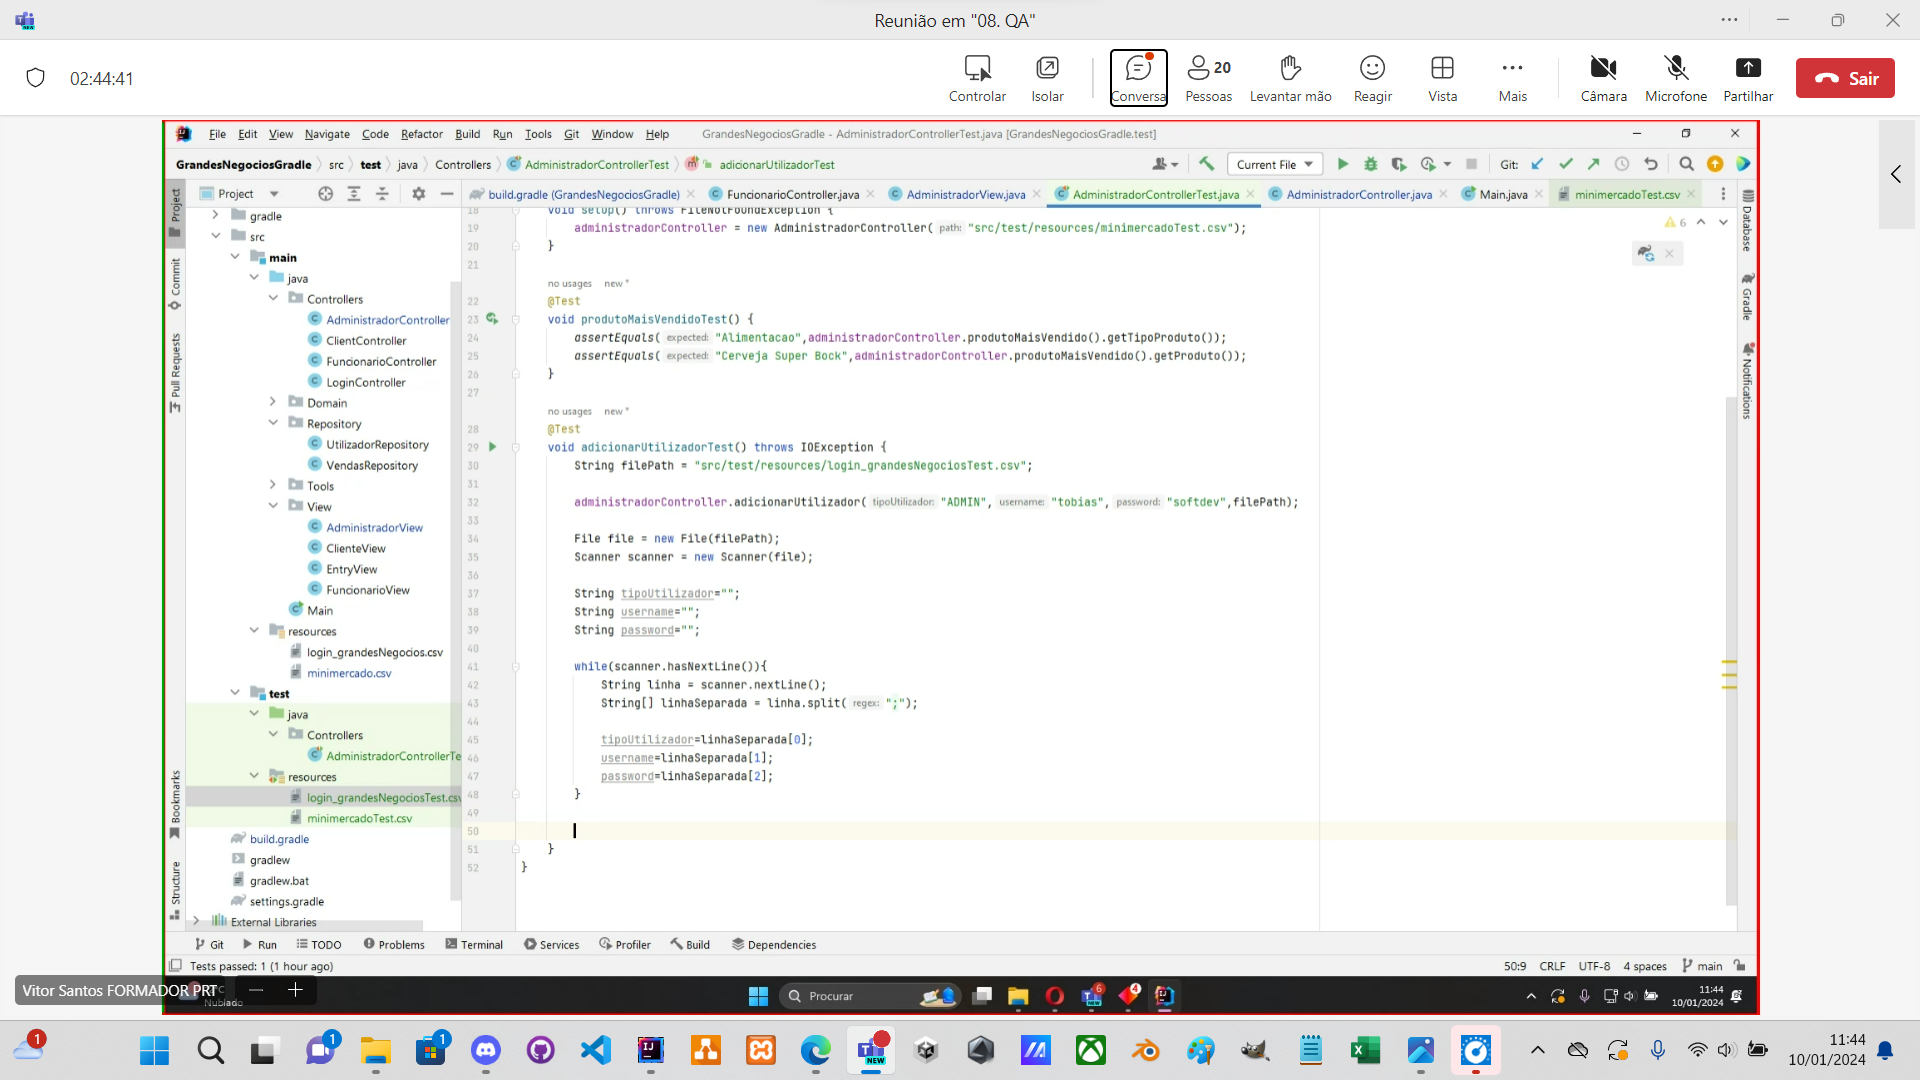 Reunião em "08. QA"
02:44:41
Controlar
Isolar
Conversa
20
Pessoas
Levantar mão
Reagir
Vista
Mais
Câmara
Microfone
Partilhar
Sair
File Edit View Navigate Code Refactor Build Run Tools Git Window Help
GrandesNegociosGradle - AdministradorControllerTest.java [GrandesNegociosGradle.test]
GrandesNegociosGradle src test java Controllers AdministradorControllerTest adicionarUtilizadorTest
Current File
Git:
Project
build.gradle (GrandesNegociosGradle) FuncionarioController.java AdministradorView.java AdministradorControllerTest.java AdministradorController.java Main.java minimercadoTest.csv
Project
Commit
Pull Requests
Bookmarks
Structure
gradle
src
main
java
Controllers
AdministradorController
ClientController
FuncionarioController
LoginController
Domain
Repository
UtilizadorRepository
VendasRepository
Tools
View
AdministradorView
ClienteView
EntryView
FuncionarioView
Main
resources
login_grandesNegocios.csv
minimercado.csv
test
java
Controllers
AdministradorControllerTe
resources
login_grandesNegociosTest.csv
minimercadoTest.csv
build.gradle
gradlew
gradlew.bat
settings.gradle
External Libraries
18 void setup() throws FileNotFoundException {
19 administradorController = new AdministradorController( path: "src/test/resources/minimercadoTest.csv");
20 }
21
no usages new *
22 @Test
23 void produtoMaisVendidoTest() {
24 assertEquals( expected: "Alimentacao",administradorController.produtoMaisVendido().getTipoProduto());
25 assertEquals( expected: "Cerveja Super Bock",administradorController.produtoMaisVendido().getProduto());
26 }
27
no usages new *
28 @Test
29 void adicionarUtilizadorTest() throws IOException {
30 String filePath = "src/test/resources/login_grandesNegociosTest.csv";
31
32 administradorController.adicionarUtilizador( tipoUtilizador: "ADMIN", username: "tobias", password: "softdev",filePath);
33
34 File file = new File(filePath);
35 Scanner scanner = new Scanner(file);
36
37 String tipoUtilizador="";
38 String username="";
39 String password="";
40
41 while(scanner.hasNextLine()){
42 String linha = scanner.nextLine();
43 String[] linhaSeparada = linha.split( regex: ";");
44
45 tipoUtilizador=linhaSeparada[0];
46 username=linhaSeparada[1];
47 password=linhaSeparada[2];
48 }
49
50
51 }
52 }
6
Database
Gradle
Notifications
Git Run TODO Problems Terminal Services Profiler Build Dependencies
Tests passed: 1 (1 hour ago)
50:9 CRLF UTF-8 4 spaces main
Vitor Santos FORMADOR PRT
Nublado
Procurar
6
4
11:44
10/01/2024
1
1
1
NEW
11:44
10/01/2024